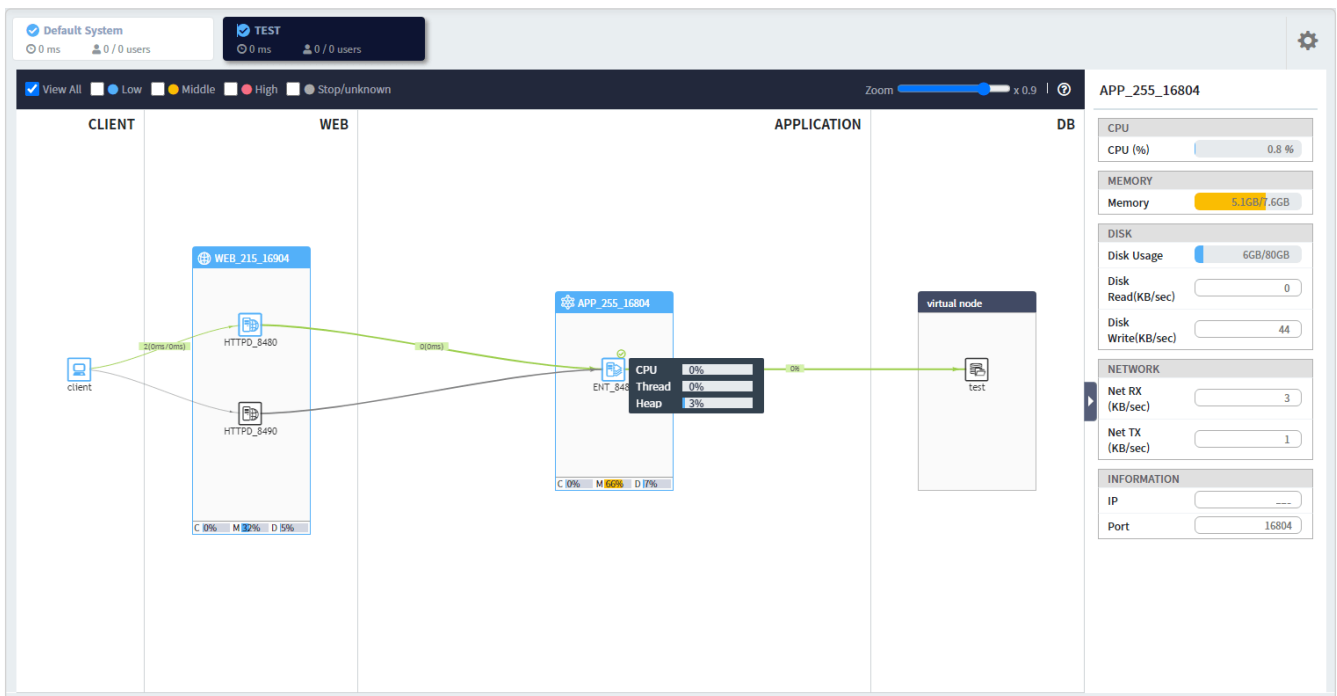 Default System
0 ms 0 / 0 users
TEST
0 ms 0 / 0 users
View All Low Middle High Stop/unknown
Zoom x 0.9
CLIENT WEB APPLICATION DB
WEB_215_16904
HTTPD_8480
HTTPD_8490
C 0% M 32% D 5%
client
2(0ms/0ms)
0(0ms)
APP_255_16804
ENT_848
CPU 0%
Thread 0%
Heap 3%
C 0% M 66% D 7%
0%
virtual node
test
APP_255_16804
CPU
CPU (%) 0.8 %
MEMORY
Memory 5.1GB/7.6GB
DISK
Disk Usage 6GB/80GB
Disk
Read(KB/sec) 0
Disk
Write(KB/sec) 44
NETWORK
Net RX
(KB/sec) 3
Net TX
(KB/sec) 1
INFORMATION
IP
Port 16804